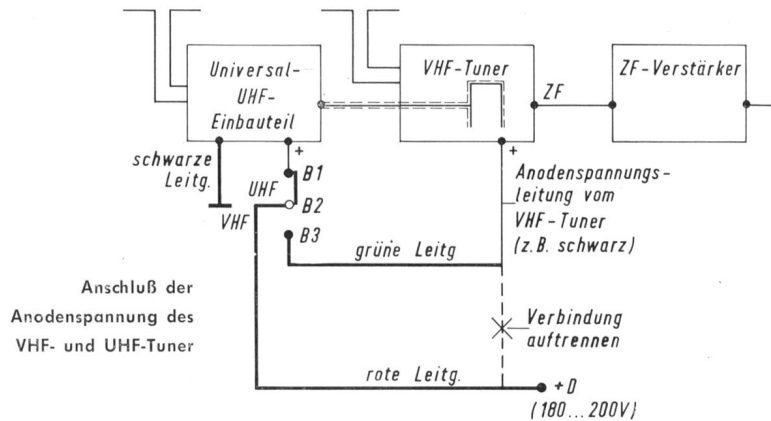 Universal-
UHF-
Einbauteil
VHF-Tuner
ZF
ZF-Verstärker
schwarze
Leitg.
+
UHF
B1
B2
VHF
B3
+
Anodenspannungs-
leitung vom
VHF-Tuner
(z.B. schwarz)
grüne Leitg
Anschluß der
Anodenspannung des
VHF- und UHF-Tuner
Verbindung
auftrennen
rote Leitg.
+D
(180...200V)